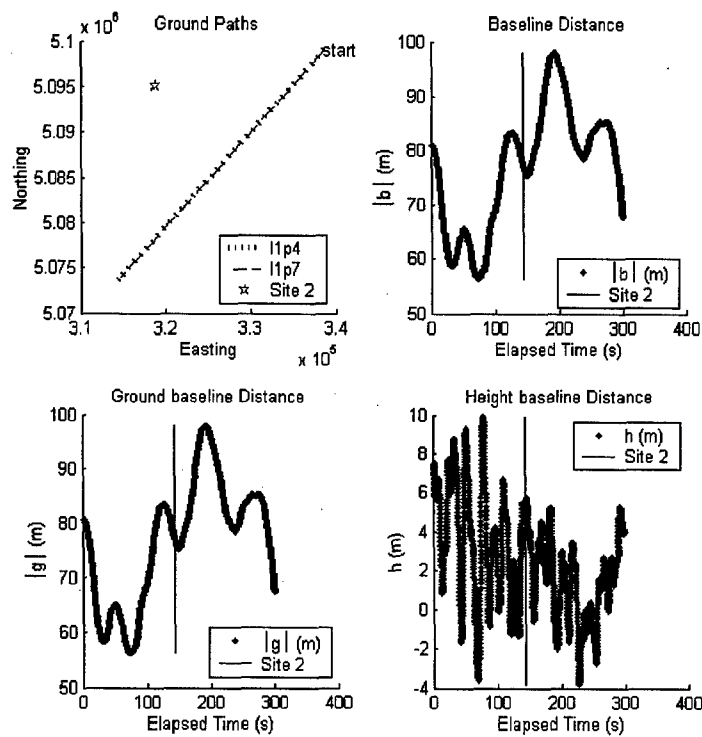 × 10⁶
Ground Paths
5.1
5.095
5.09
5.085
5.08
5.075
5.07
Northing
start
l1p4
l1p7
Site 2
3.1
3.2
3.3
3.4
Easting
× 10⁵
Baseline Distance
100
90
80
70
60
50
|b| (m)
|b| (m)
Site 2
0
100
200
300
400
Elapsed Time (s)
Ground baseline Distance
100
90
80
70
60
50
|g| (m)
|g| (m)
Site 2
0
100
200
300
400
Elapsed Time (s)
Height baseline Distance
10
8
6
4
2
0
-2
-4
h (m)
h (m)
Site 2
0
100
200
300
400
Elapsed Time (s)